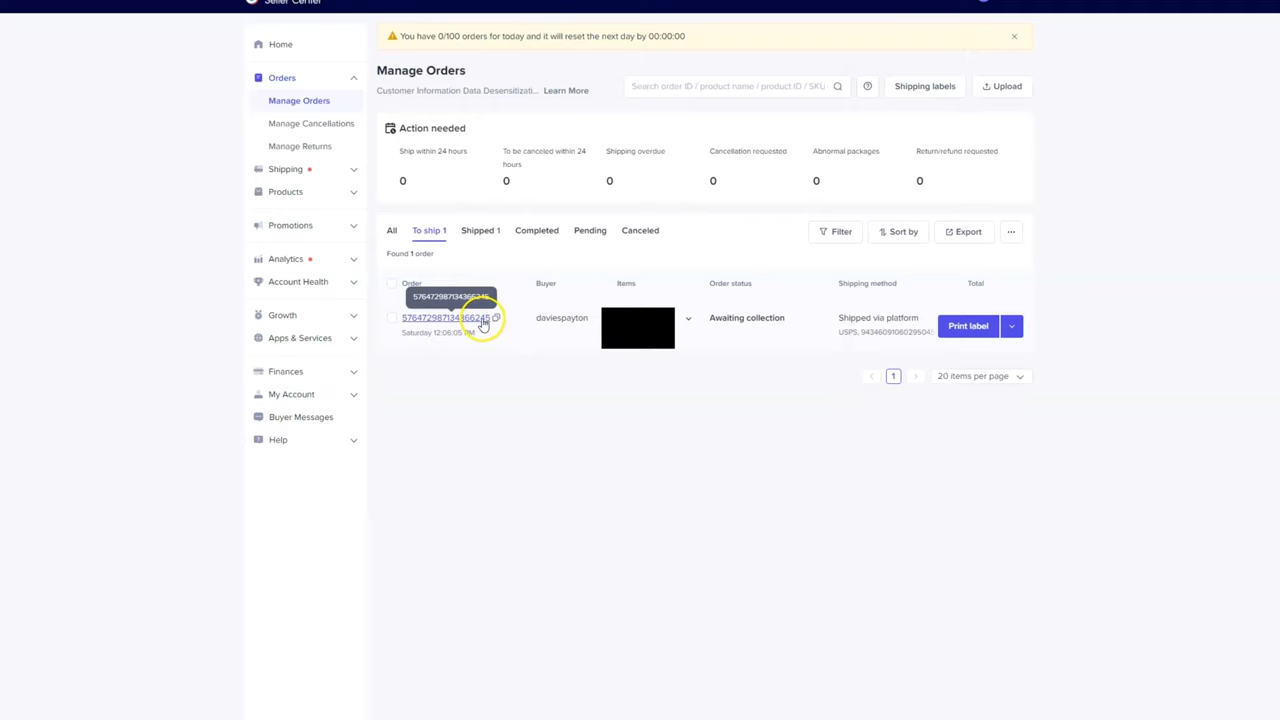 Seller Center
You have 0/100 orders for today and it will reset the next day by 00:00:00
Home
Orders
Manage Orders
Manage Cancellations
Manage Returns
Shipping
Products
Promotions
Analytics
Account Health
Growth
Apps & Services
Finances
My Account
Buyer Messages
Help
Manage Orders
Customer Information Data Desensitizati... Learn More
Search order ID / product name / product.ID / SKU
Shipping labels
Upload
Action needed
Ship within 24 hours
0
To be canceled within 24
hours
0
Shipping overdue
0
Cancellation requested
0
Abnormal packages
0
Return/refund requested
0
All To ship 1 Shipped 1 Completed Pending Canceled
Filter Sort by Export ...
Found 1 order
Order Buyer Items Order status Shipping method Total
576472987134366245
576472987134366245 daviespayton Awaiting collection Shipped via platform Print label
Saturday 12:06:05 PM USPS, 9434609106029504
1 20 items per page